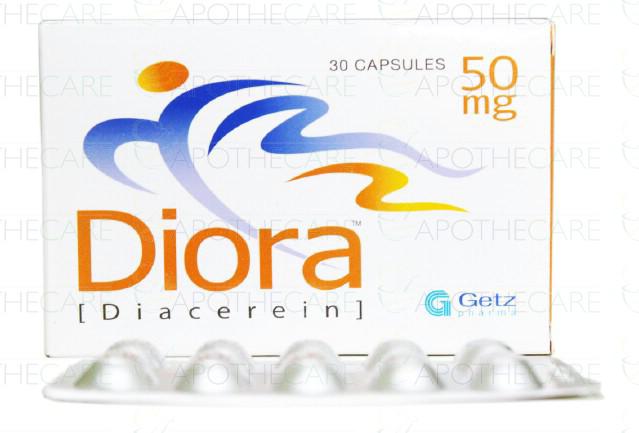 30 CAPSULES
50
mg
Diora™
[Diacerein]
Getz
pharma
APOTHECARE